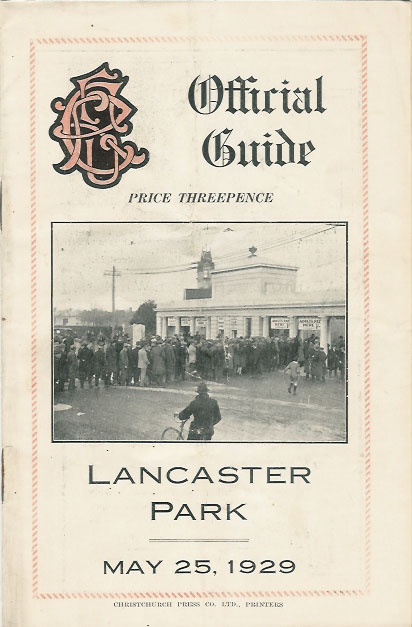 Official
Guide
PRICE THREEPENCE
LANCASTER
PARK
MAY 25, 1929
CHRISTCHURCH PRESS CO. LTD., PRINTERS